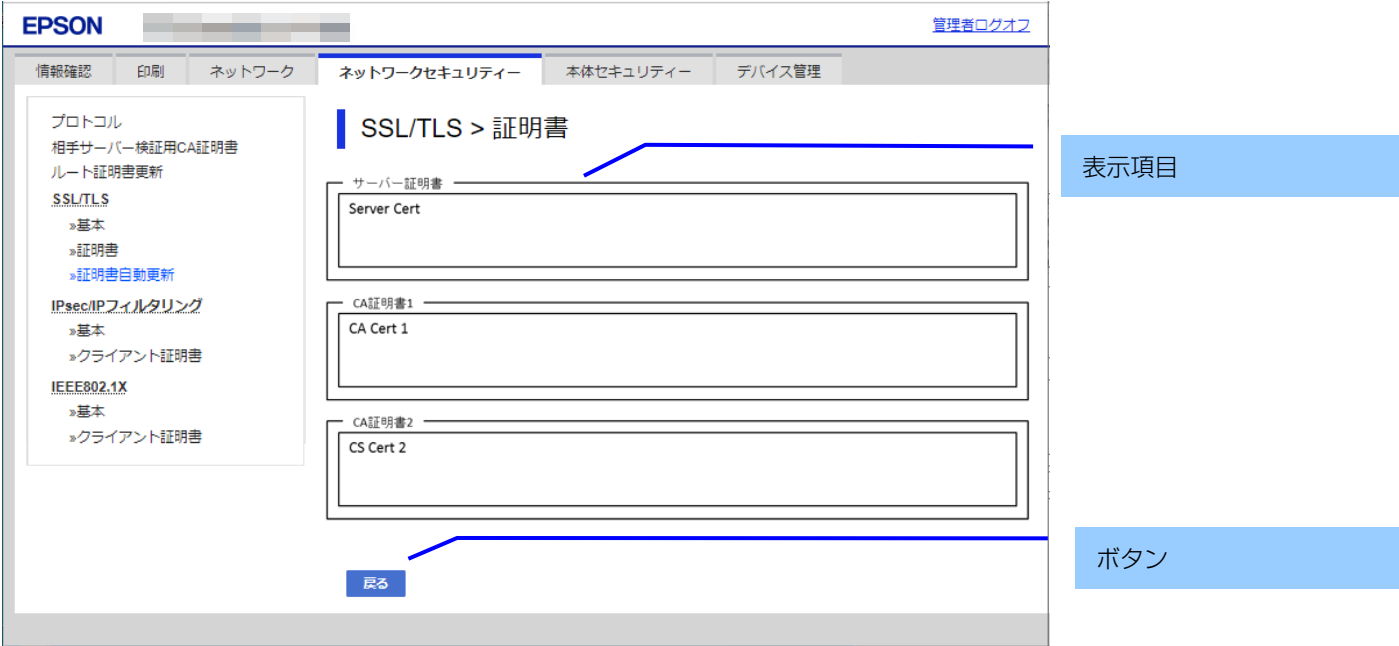 EPSON
管理者ログオフ
情報確認 印刷 ネットワーク ネットワークセキュリティー 本体セキュリティー デバイス管理
プロトコル
相手サーバー検証用CA証明書
ルート証明書更新
SSL/TLS
»基本
»証明書
»証明書自動更新
IPsec/IPフィルタリング
»基本
»クライアント証明書
IEEE802.1X
»基本
»クライアント証明書
SSL/TLS > 証明書
サーバー証明書
Server Cert
CA証明書1
CA Cert 1
CA証明書2
CS Cert 2
戻る
表示項目
ボタン